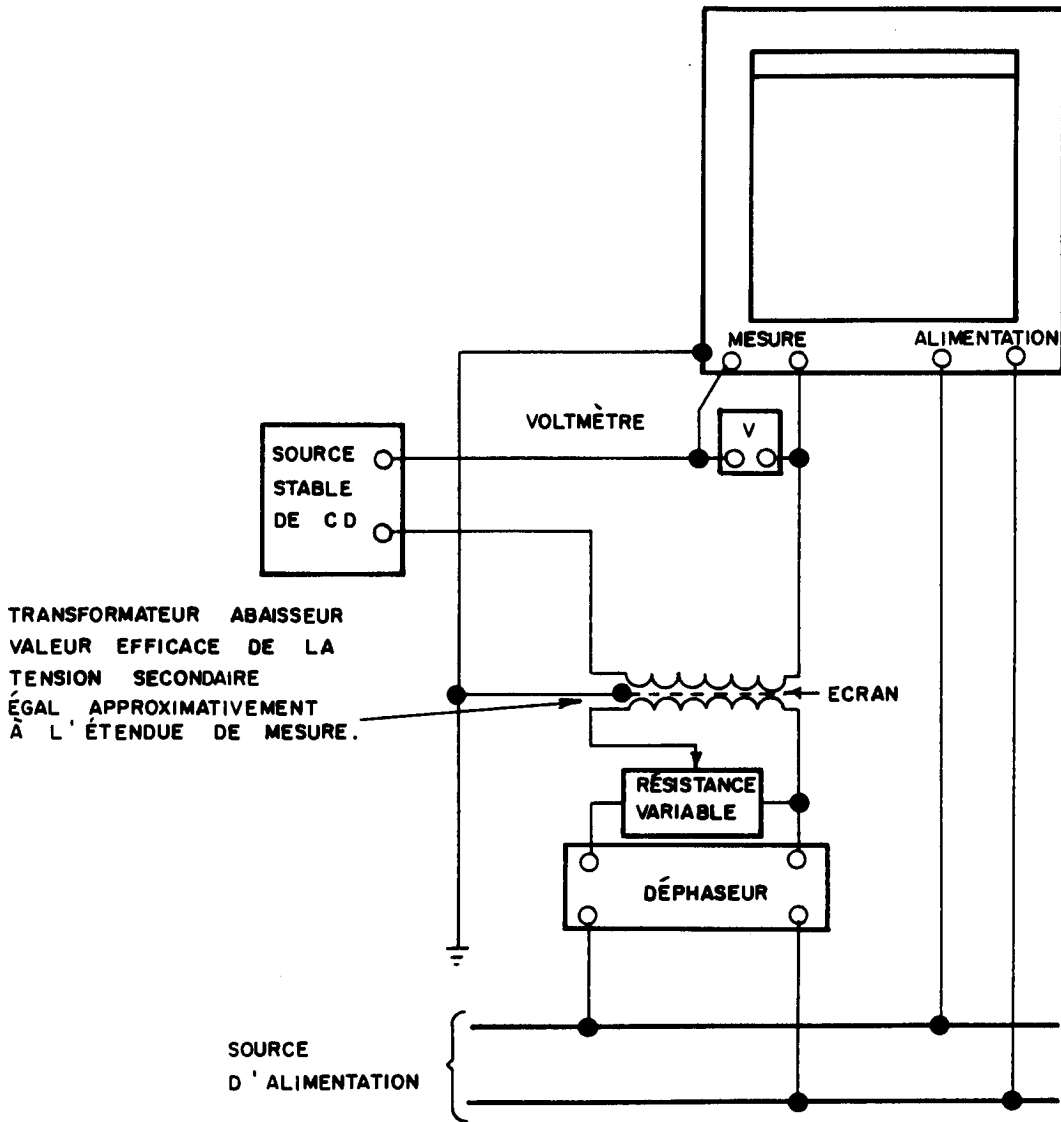 MESURE
ALIMENTATION
VOLTMÈTRE
V
SOURCE
STABLE
DE CD
TRANSFORMATEUR ABAISSEUR
VALEUR EFFICACE DE LA
TENSION SECONDAIRE
ÉGAL APPROXIMATIVEMENT
À L'ÉTENDUE DE MESURE.
ECRAN
RÉSISTANCE
VARIABLE
DÉPHASEUR
SOURCE
D'ALIMENTATION